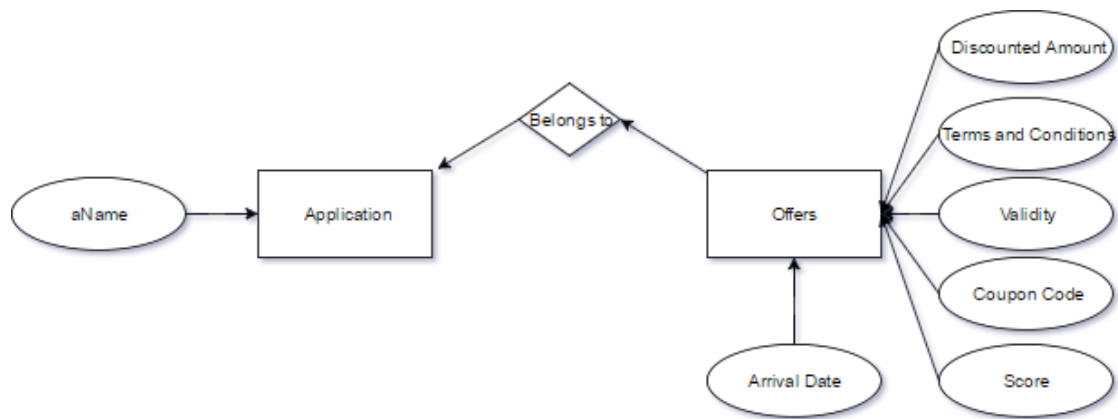 Discounted Amount
Belongs to
Terms and Conditions
aName
Application
Offers
Validity
Coupon Code
Arrival Date
Score